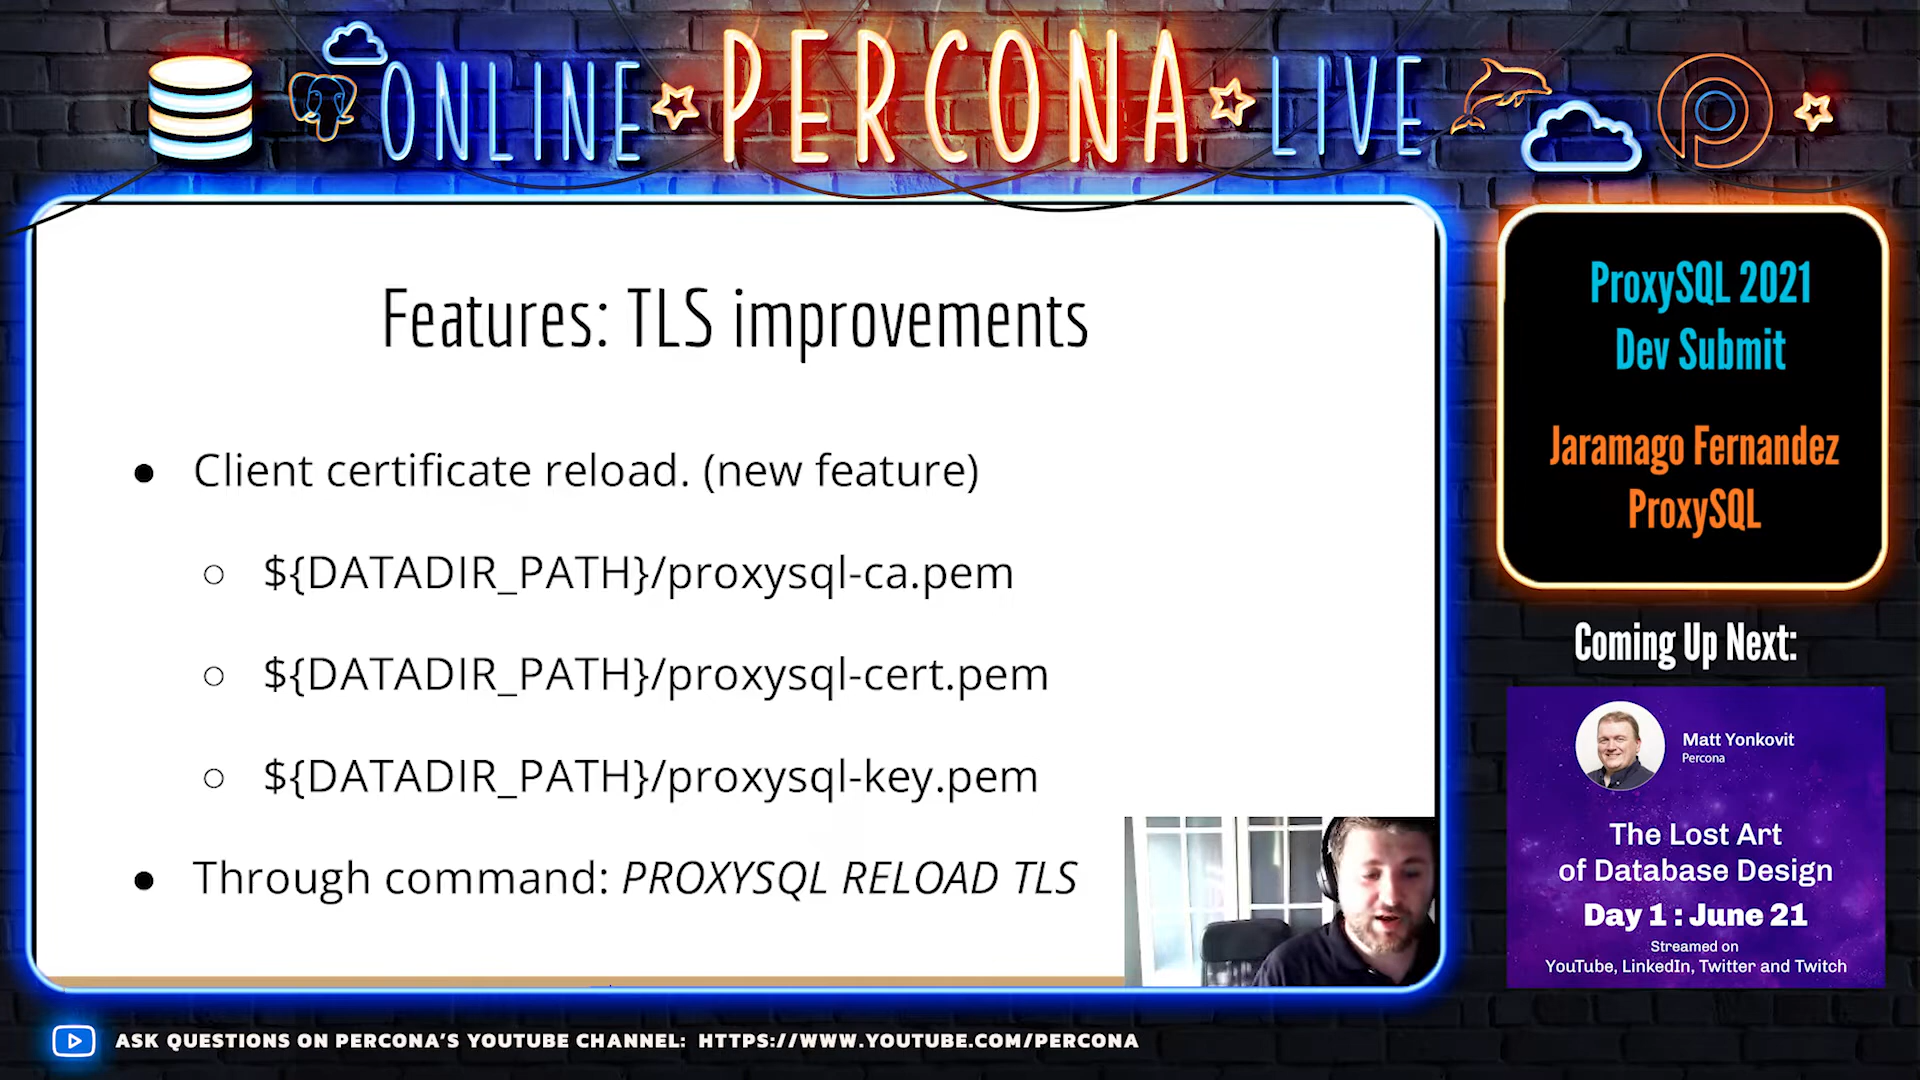 ONLINE PERCONA LIVE
Features: TLS improvements
● Client certificate reload. (new feature)
○ ${DATADIR_PATH}/proxysql-ca.pem
○ ${DATADIR_PATH}/proxysql-cert.pem
○ ${DATADIR_PATH}/proxysql-key.pem
● Through command: PROXYSQL RELOAD TLS
ProxySQL 2021
Dev Submit
Jaramago Fernandez
ProxySQL
Coming Up Next:
Matt Yonkovit
Percona
The Lost Art
of Database Design
Day 1 : June 21
Streamed on
YouTube, LinkedIn, Twitter and Twitch
ASK QUESTIONS ON PERCONA'S YOUTUBE CHANNEL: HTTPS://WWW.YOUTUBE.COM/PERCONA